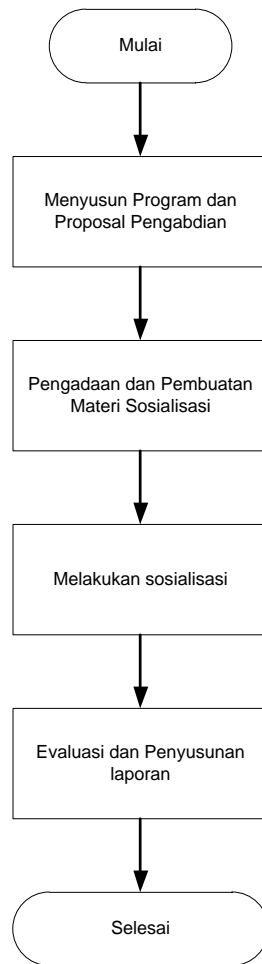 Mulai
Menyusun Program dan
Proposal Pengabdian
Pengadaan dan Pembuatan
Materi Sosialisasi
Melakukan sosialisasi
Evaluasi dan Penyusunan
laporan
Selesai